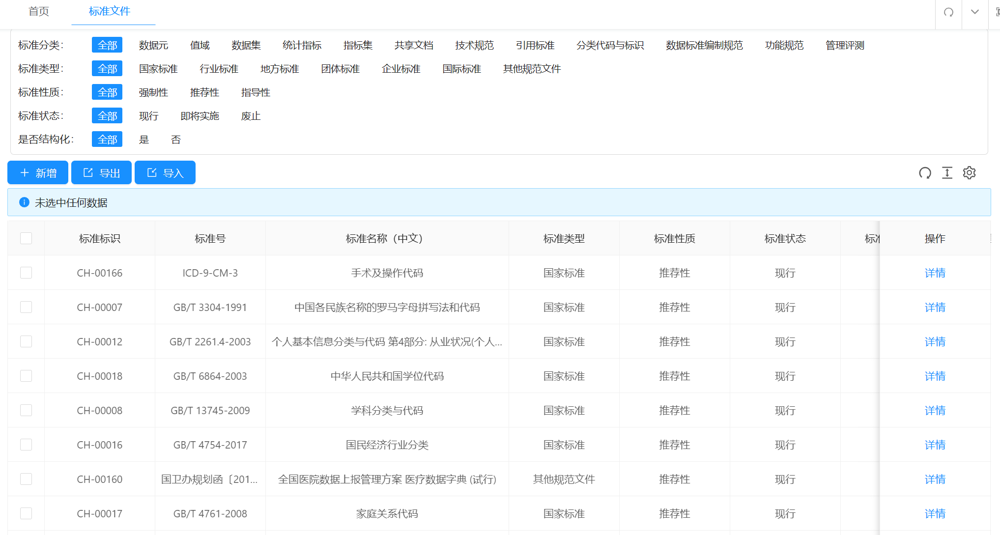 首页 标准文件
标准分类: 全部 数据元 值域 数据集 统计指标 指标集 共享文档 技术规范 引用标准 分类代码与标识 数据标准编制规范 功能规范 管理评测
标准类型: 全部 国家标准 行业标准 地方标准 团体标准 企业标准 国际标准 其他规范文件
标准性质: 全部 强制性 推荐性 指导性
标准状态: 全部 现行 即将实施 废止
是否结构化: 全部 是 否
新增 导出 导入
未选中任何数据
标准标识 标准号 标准名称（中文） 标准类型 标准性质 标准状态 标准 操作
CH-00166 ICD-9-CM-3 手术及操作代码 国家标准 推荐性 现行 详情
CH-00007 GB/T 3304-1991 中国各民族名称的罗马字母拼写法和代码 国家标准 推荐性 现行 详情
CH-00012 GB/T 2261.4-2003 个人基本信息分类与代码 第4部分: 从业状况(个人... 国家标准 推荐性 现行 详情
CH-00018 GB/T 6864-2003 中华人民共和国学位代码 国家标准 推荐性 现行 详情
CH-00008 GB/T 13745-2009 学科分类与代码 国家标准 推荐性 现行 详情
CH-00016 GB/T 4754-2017 国民经济行业分类 国家标准 推荐性 现行 详情
CH-00160 国卫办规划函〔201... 全国医院数据上报管理方案 医疗数据字典 (试行) 其他规范文件 推荐性 现行 详情
CH-00017 GB/T 4761-2008 家庭关系代码 国家标准 推荐性 现行 详情